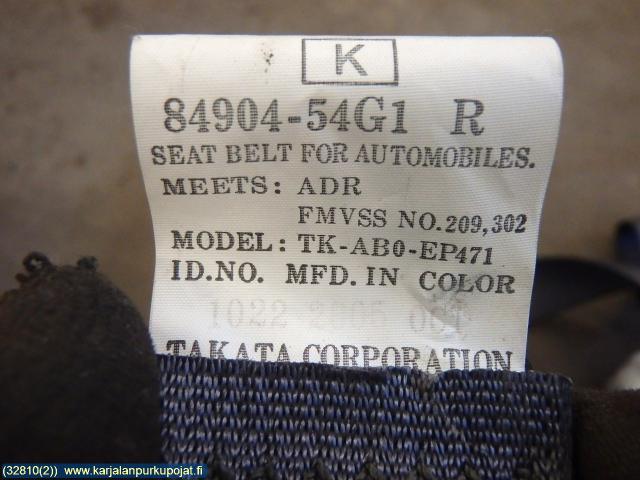 K
84904-54G1 R
SEAT BELT FOR AUTOMOBILES.
MEETS: ADR
FMVSS NO.209,302
MODEL: TK-AB0-EP471
ID.NO. MFD.IN COLOR
1022
TAKATA CORPORATION
(32810(2)) www.karjalanpurkupojat.fi